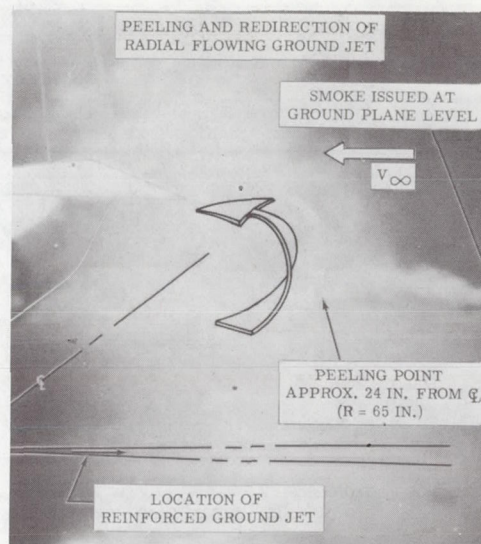 PEELING AND REDIRECTION OF
RADIAL FLOWING GROUND JET
SMOKE ISSUED AT
GROUND PLANE LEVEL
V∞
℄
PEELING POINT
APPROX. 24 IN. FROM ℄
(R = 65 IN.)
LOCATION OF
REINFORCED GROUND JET